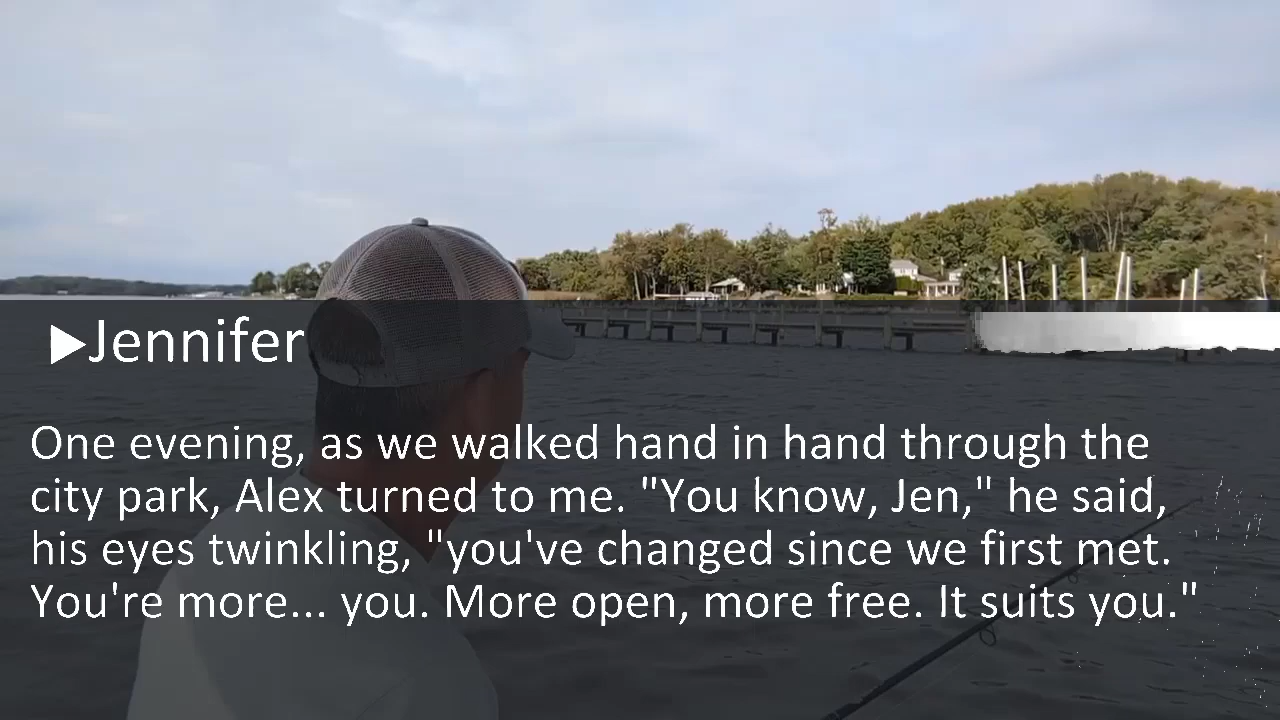 ▶Jennifer
One evening, as we walked hand in hand through the
city park, Alex turned to me. "You know, Jen," he said,
his eyes twinkling, "you've changed since we first met.
You're more... you. More open, more free. It suits you."